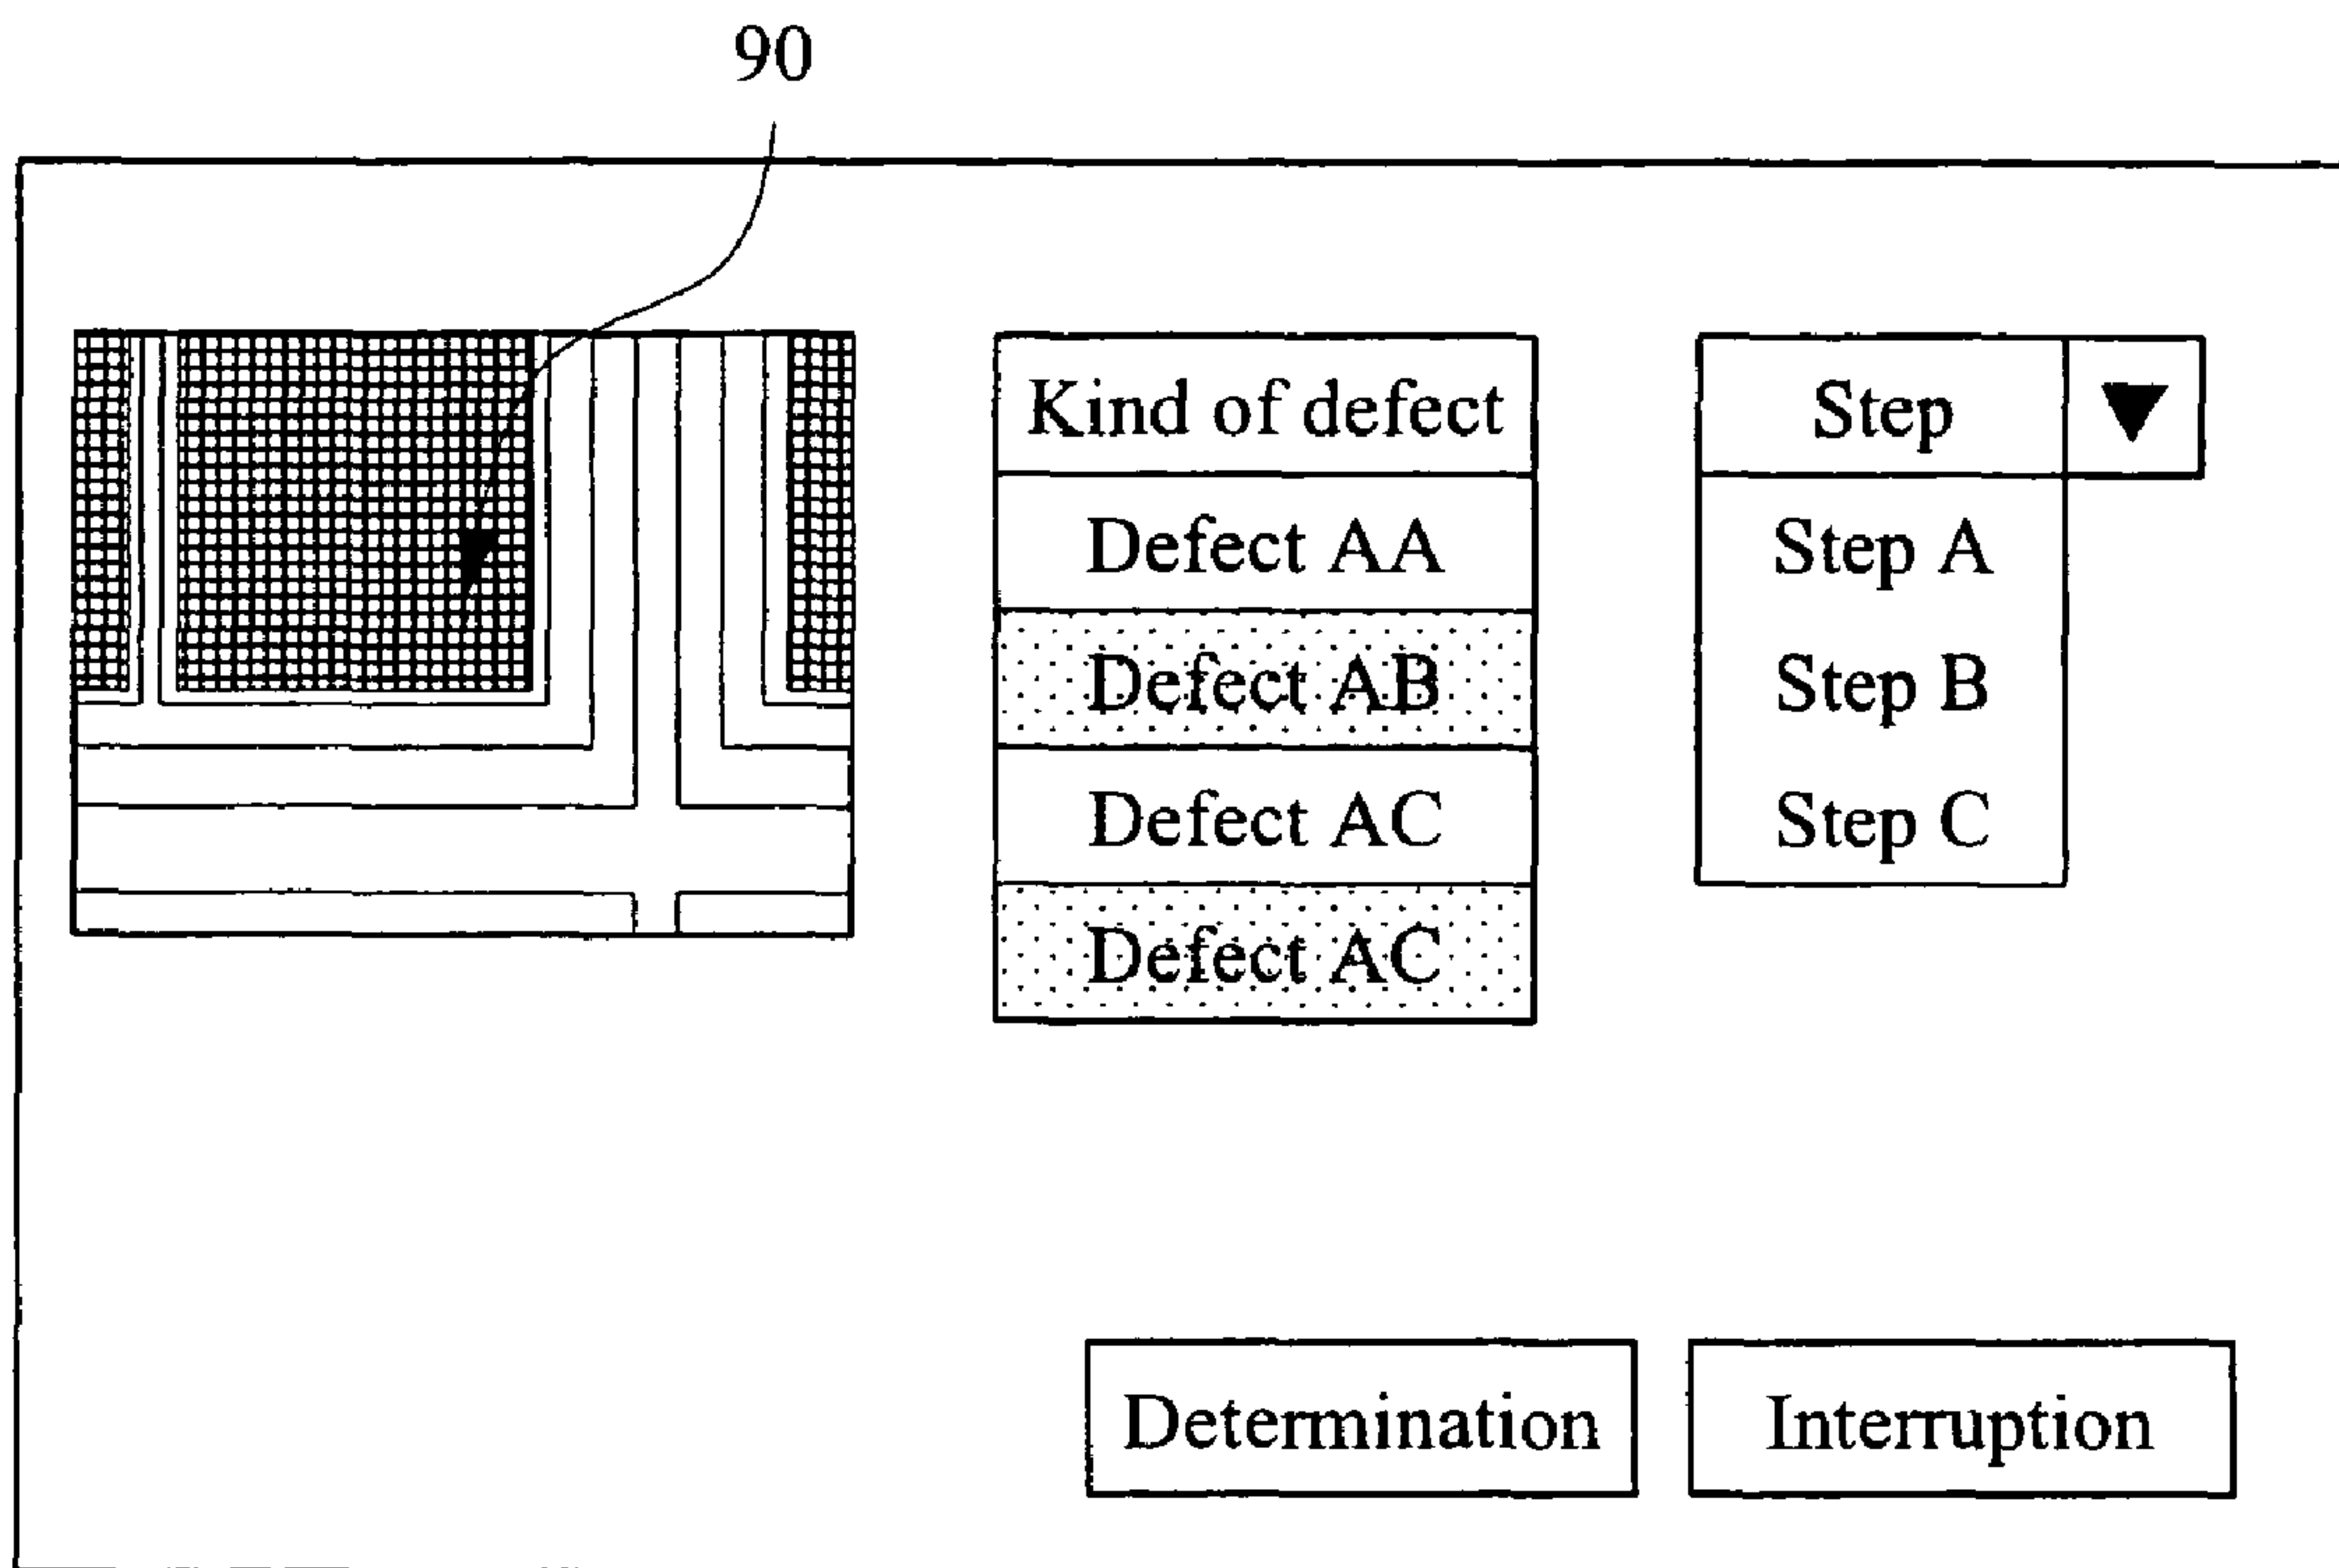 90
Kind of defect
Defect AA
Defect AB
Defect AC
Defect AC
Step
Step A
Step B
Step C
Determination
Interruption